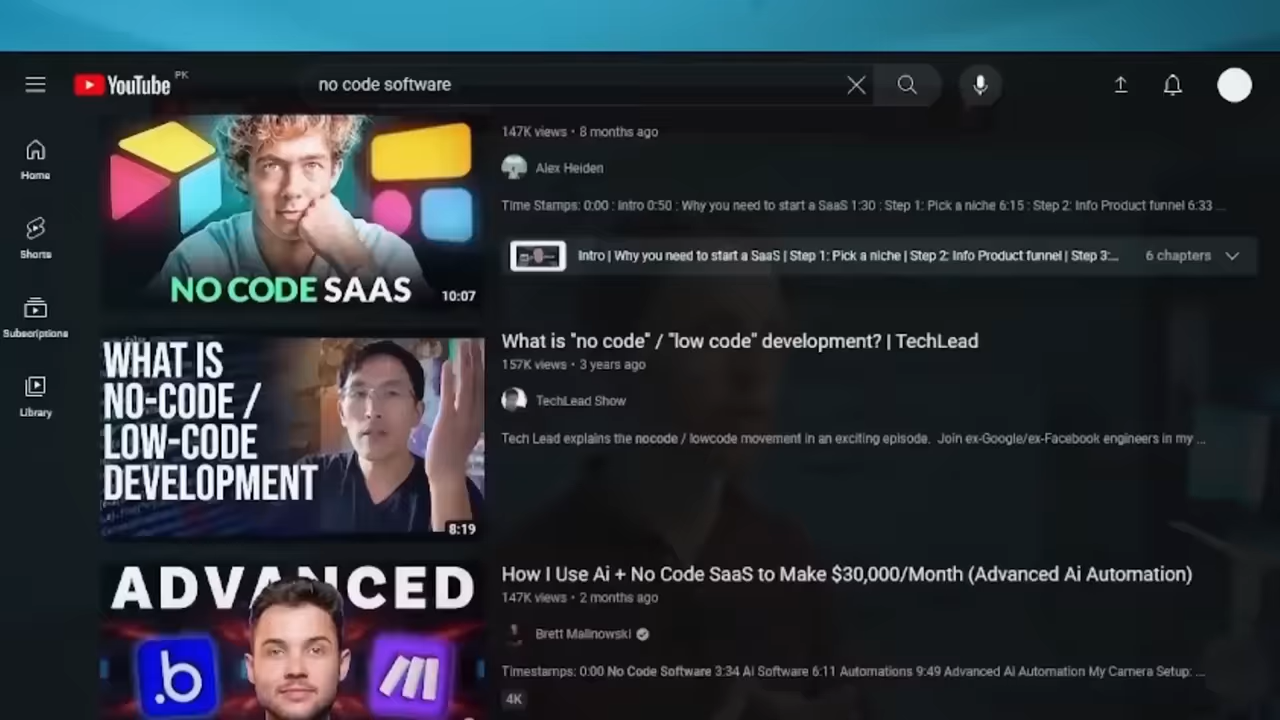 YouTube PK
no code software
Home
Shorts
Subscriptions
Library
NO CODE SAAS
10:07
147K views • 8 months ago
Alex Heiden
Time Stamps: 0:00 : Intro 0:50 : Why you need to start a SaaS 1:30 : Step 1: Pick a niche 6:15 : Step 2: Info Product funnel 6:33 ...
Intro | Why you need to start a SaaS | Step 1: Pick a niche | Step 2: Info Product funnel | Step 3:...
6 chapters
WHAT IS
NO-CODE /
LOW-CODE
DEVELOPMENT
8:19
What is "no code" / "low code" development? | TechLead
157K views • 3 years ago
TechLead Show
Tech Lead explains the nocode / lowcode movement in an exciting episode. Join ex-Google/ex-Facebook engineers in my ...
ADVANCED
.b
How I Use Ai + No Code SaaS to Make $30,000/Month (Advanced Ai Automation)
147K views • 2 months ago
Brett Malinowski
Timestamps: 0:00 No Code Software 3:34 Ai Software 6:11 Automations 9:49 Advanced Ai Automation My Camera Setup: ...
4K